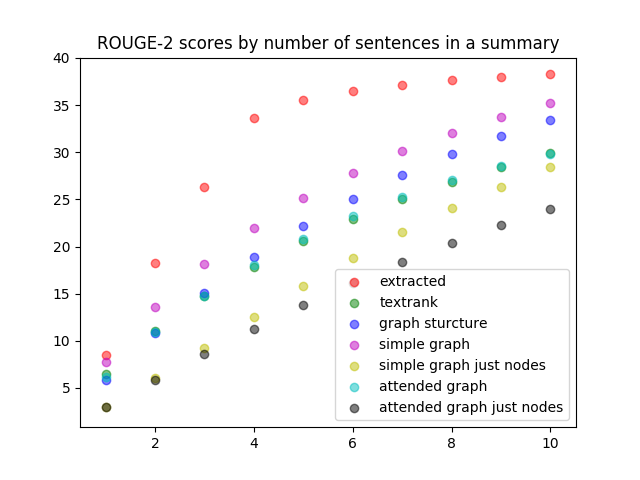 ROUGE-2 scores by number of sentences in a summary
40
35
30
25
20
15
10
5
extracted
textrank
graph sturcture
simple graph
simple graph just nodes
attended graph
attended graph just nodes
2 4 6 8 10